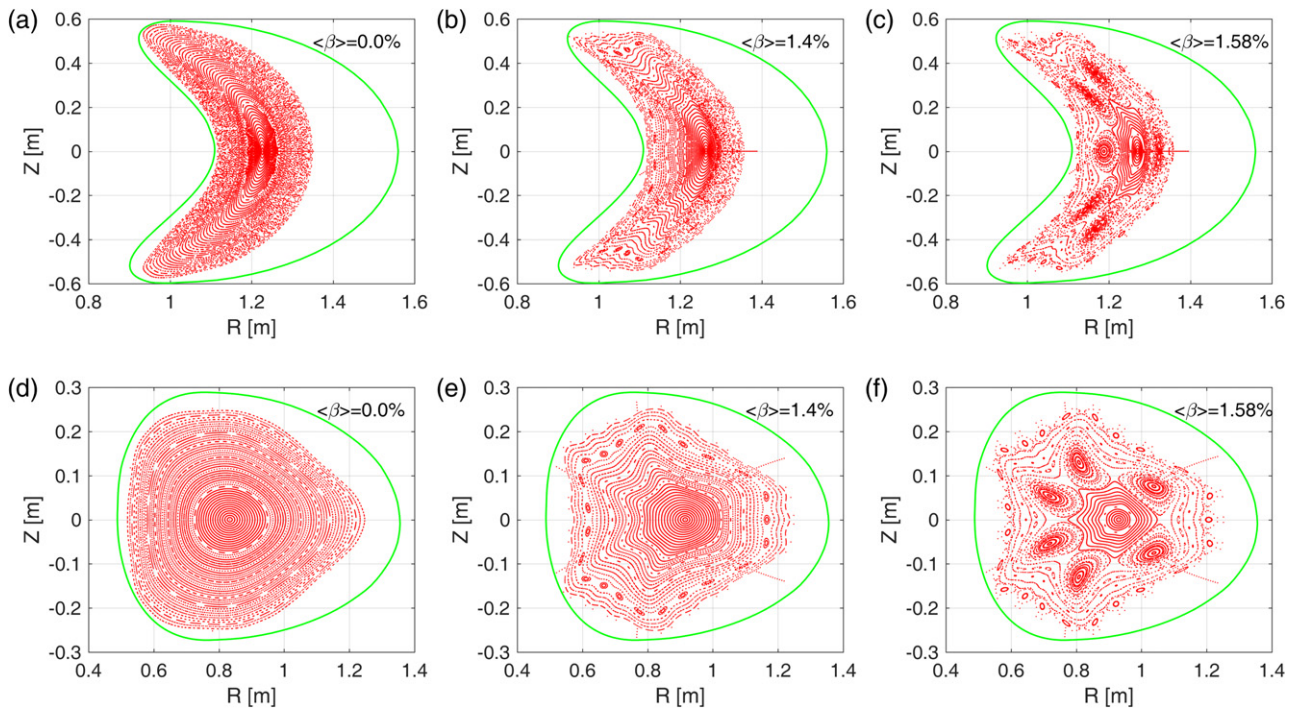 (a)
<β>=0.0%
0.6
0.4
0.2
0
-0.2
-0.4
-0.6
Z [m]
0.8 1 1.2 1.4 1.6
R [m]
(b)
<β>=1.4%
0.6
0.4
0.2
0
-0.2
-0.4
-0.6
Z [m]
0.8 1 1.2 1.4 1.6
R [m]
(c)
<β>=1.58%
0.6
0.4
0.2
0
-0.2
-0.4
-0.6
Z [m]
0.8 1 1.2 1.4 1.6
R [m]
(d)
<β>=0.0%
0.3
0.2
0.1
0
-0.1
-0.2
-0.3
Z [m]
0.4 0.6 0.8 1 1.2 1.4
R [m]
(e)
<β>=1.4%
0.3
0.2
0.1
0
-0.1
-0.2
-0.3
Z [m]
0.4 0.6 0.8 1 1.2 1.4
R [m]
(f)
<β>=1.58%
0.3
0.2
0.1
0
-0.1
-0.2
-0.3
Z [m]
0.4 0.6 0.8 1 1.2 1.4
R [m]